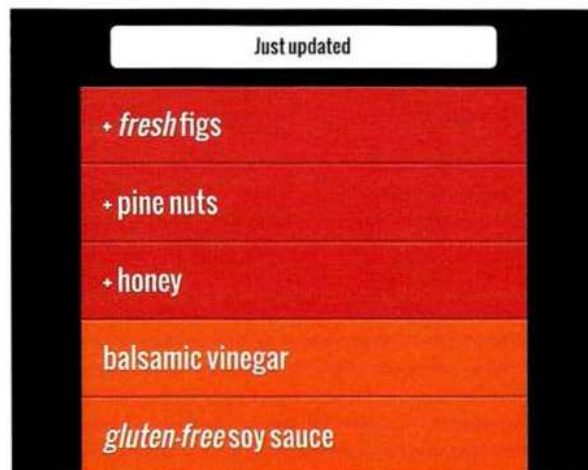 Just updated
+ fresh figs
+ pine nuts
+ honey
balsamic vinegar
gluten-free soy sauce